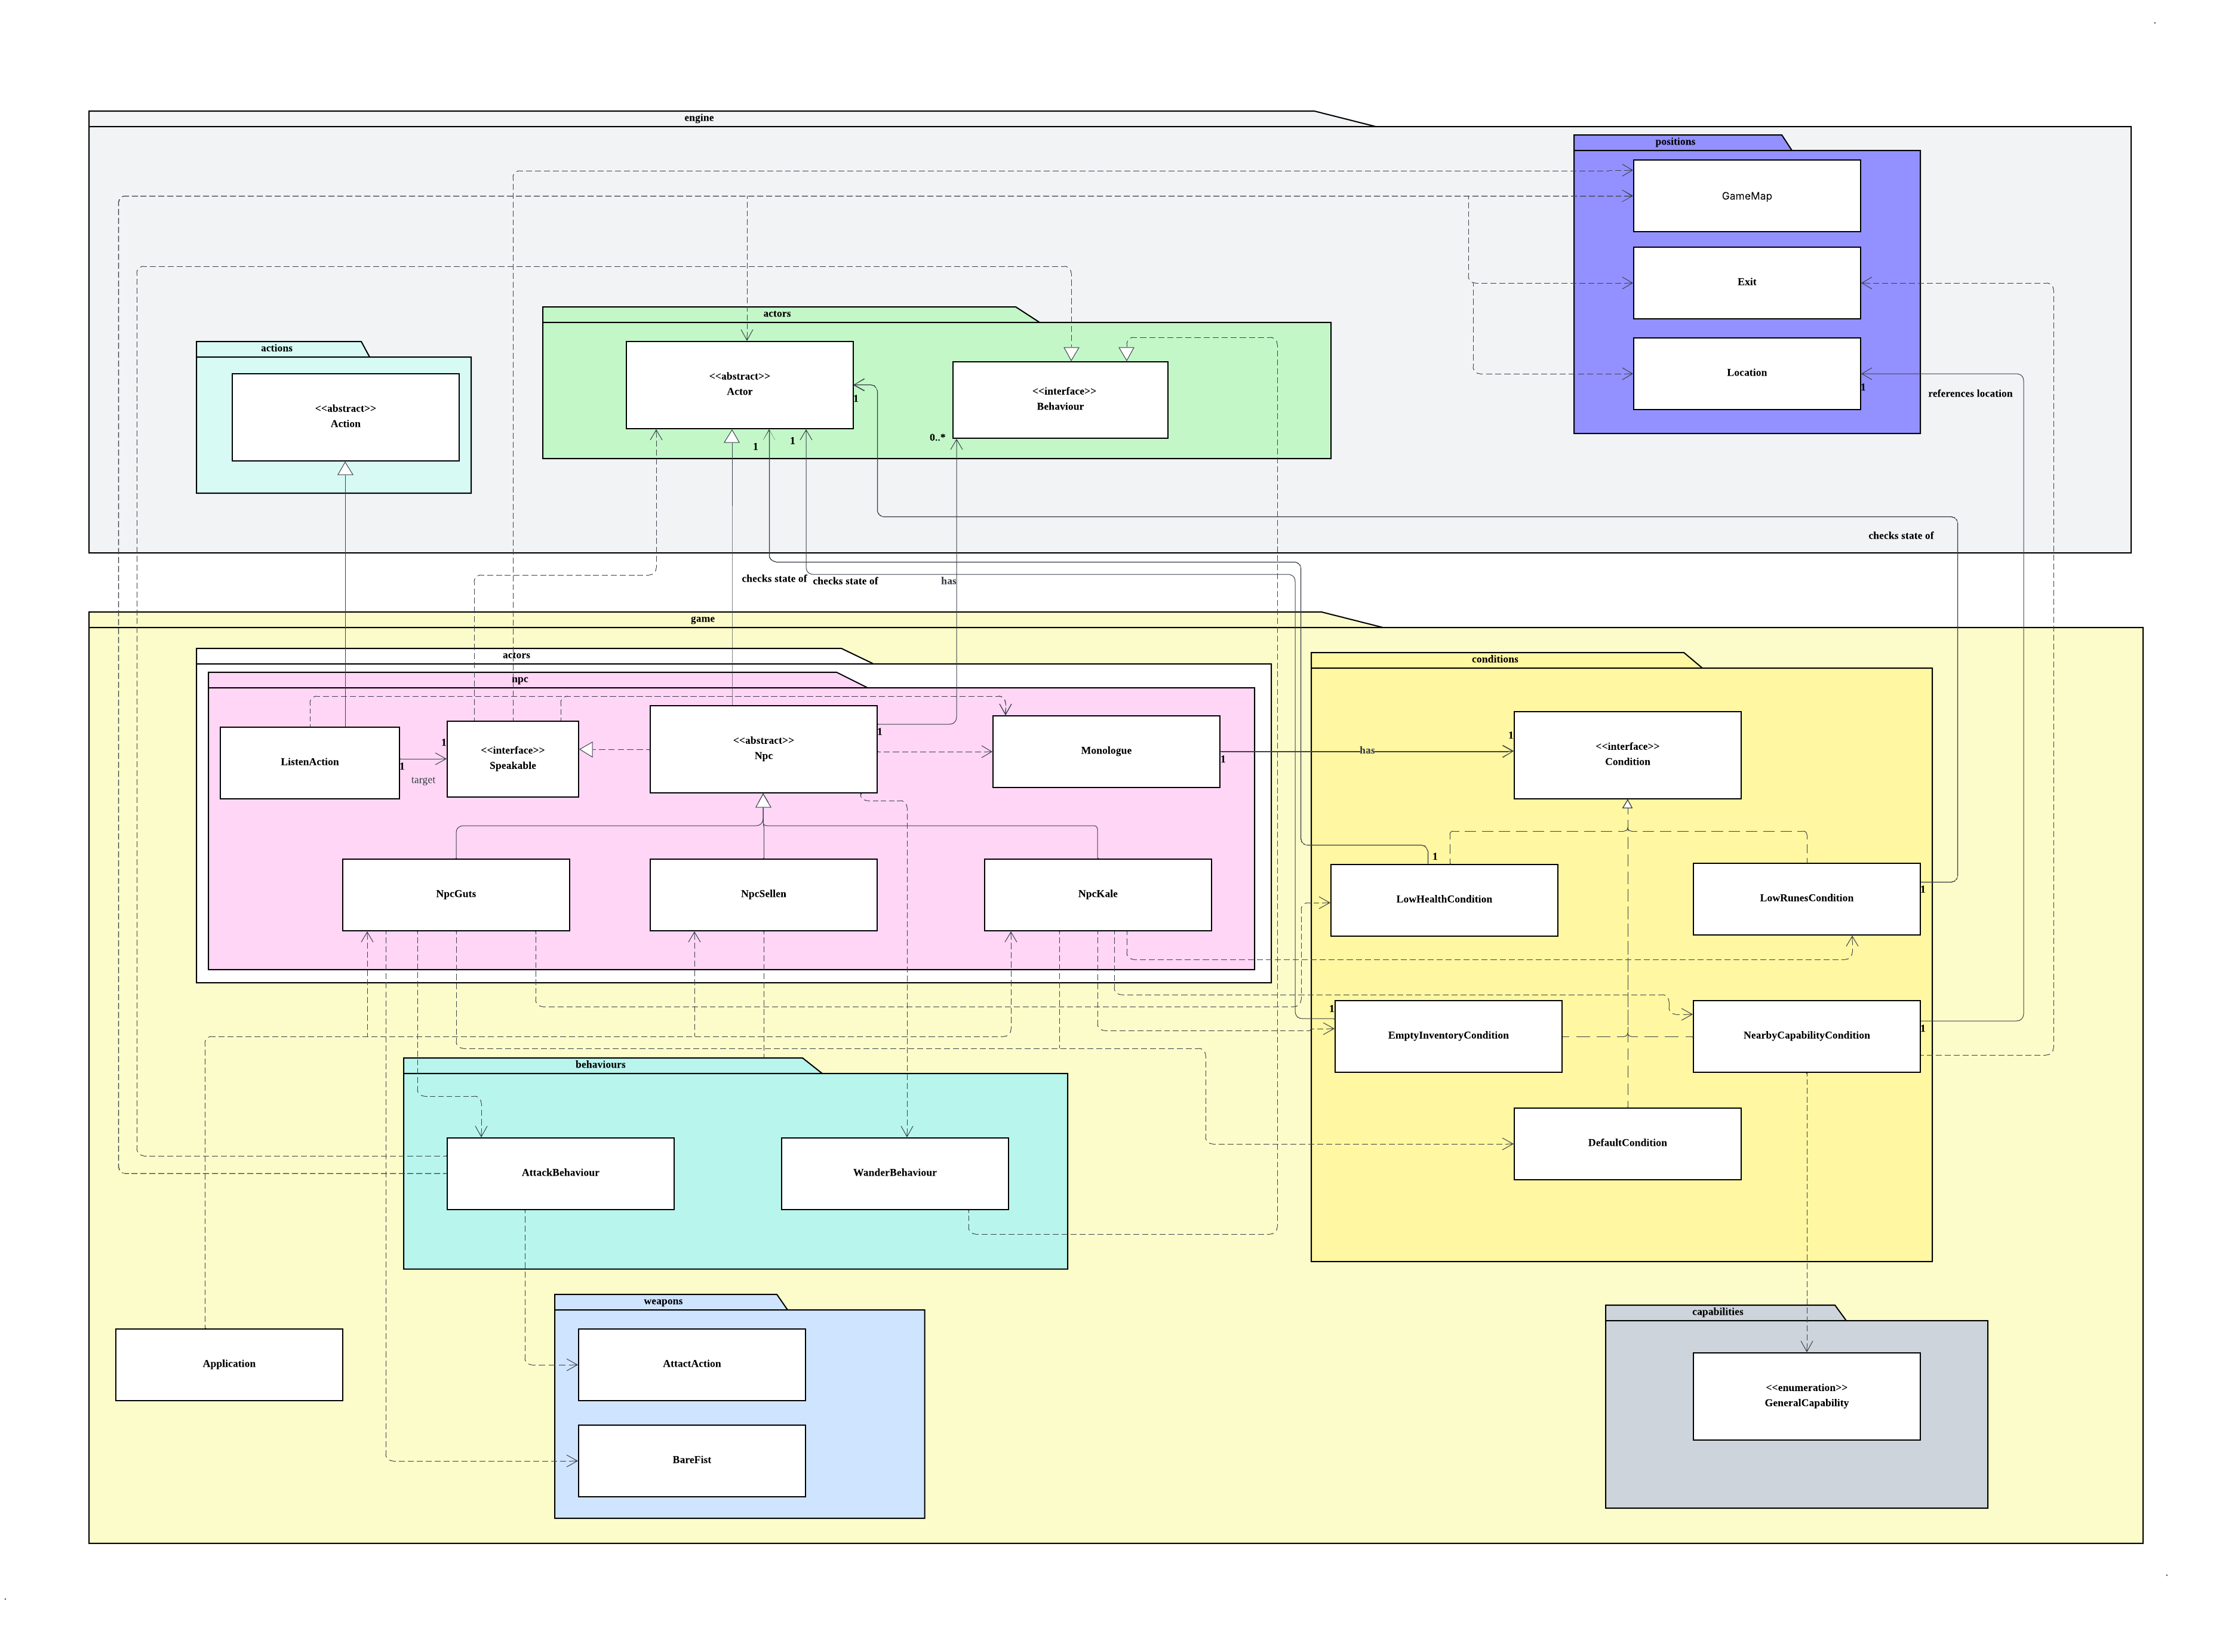 engine
positions
GameMap
Exit
Location
1
references location
actors
<<abstract>>
Actor
1
1
1
<<interface>>
Behaviour
0..*
actions
<<abstract>>
Action
checks state of
checks state of
checks state of
has
game
actors
npc
ListenAction
1
target
1
<<interface>>
Speakable
<<abstract>>
Npc
1
Monologue
1
has
NpcGuts
NpcSellen
NpcKale
conditions
1
<<interface>>
Condition
1
LowHealthCondition
LowRunesCondition
1
1
EmptyInventoryCondition
NearbyCapabilityCondition
1
DefaultCondition
behaviours
AttackBehaviour
WanderBehaviour
weapons
AttactAction
BareFist
Application
capabilities
<<enumeration>>
GeneralCapability